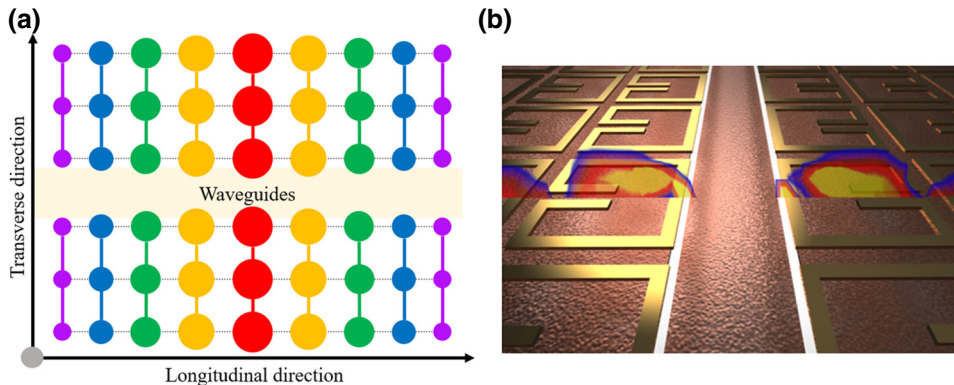 (a)
(b)
Transverse direction
Waveguides
Longitudinal direction